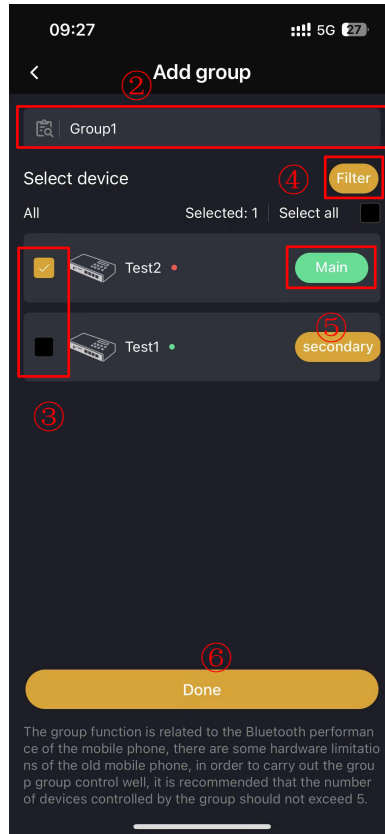 09:27 5G 27
Add group
②
Group1
Select device ④ Filter
All Selected: 1 Select all
Test2 Main
⑤
Test1 secondary
③
⑥
Done
The group function is related to the Bluetooth performan
ce of the mobile phone, there are some hardware limitatio
ns of the old mobile phone, in order to carry out the grou
p group control well, it is recommended that the number
of devices controlled by the group should not exceed 5.